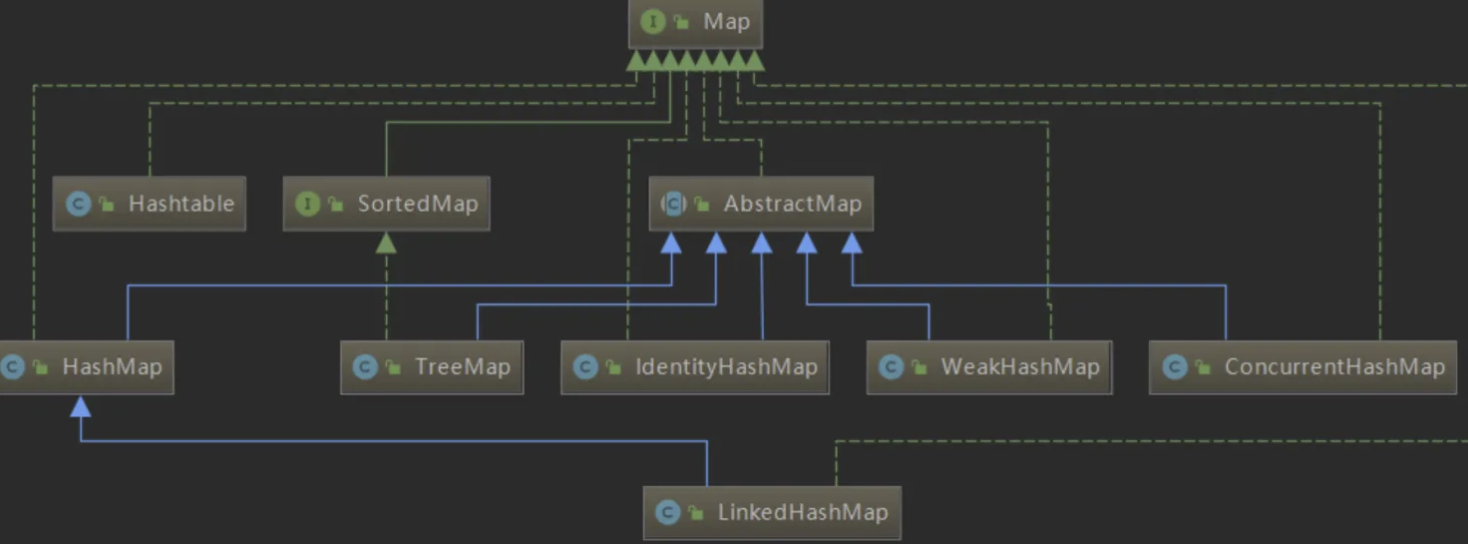 I Map
C Hashtable
I SortedMap
C AbstractMap
C HashMap
C TreeMap
C IdentityHashMap
C WeakHashMap
C ConcurrentHashMap
C LinkedHashMap